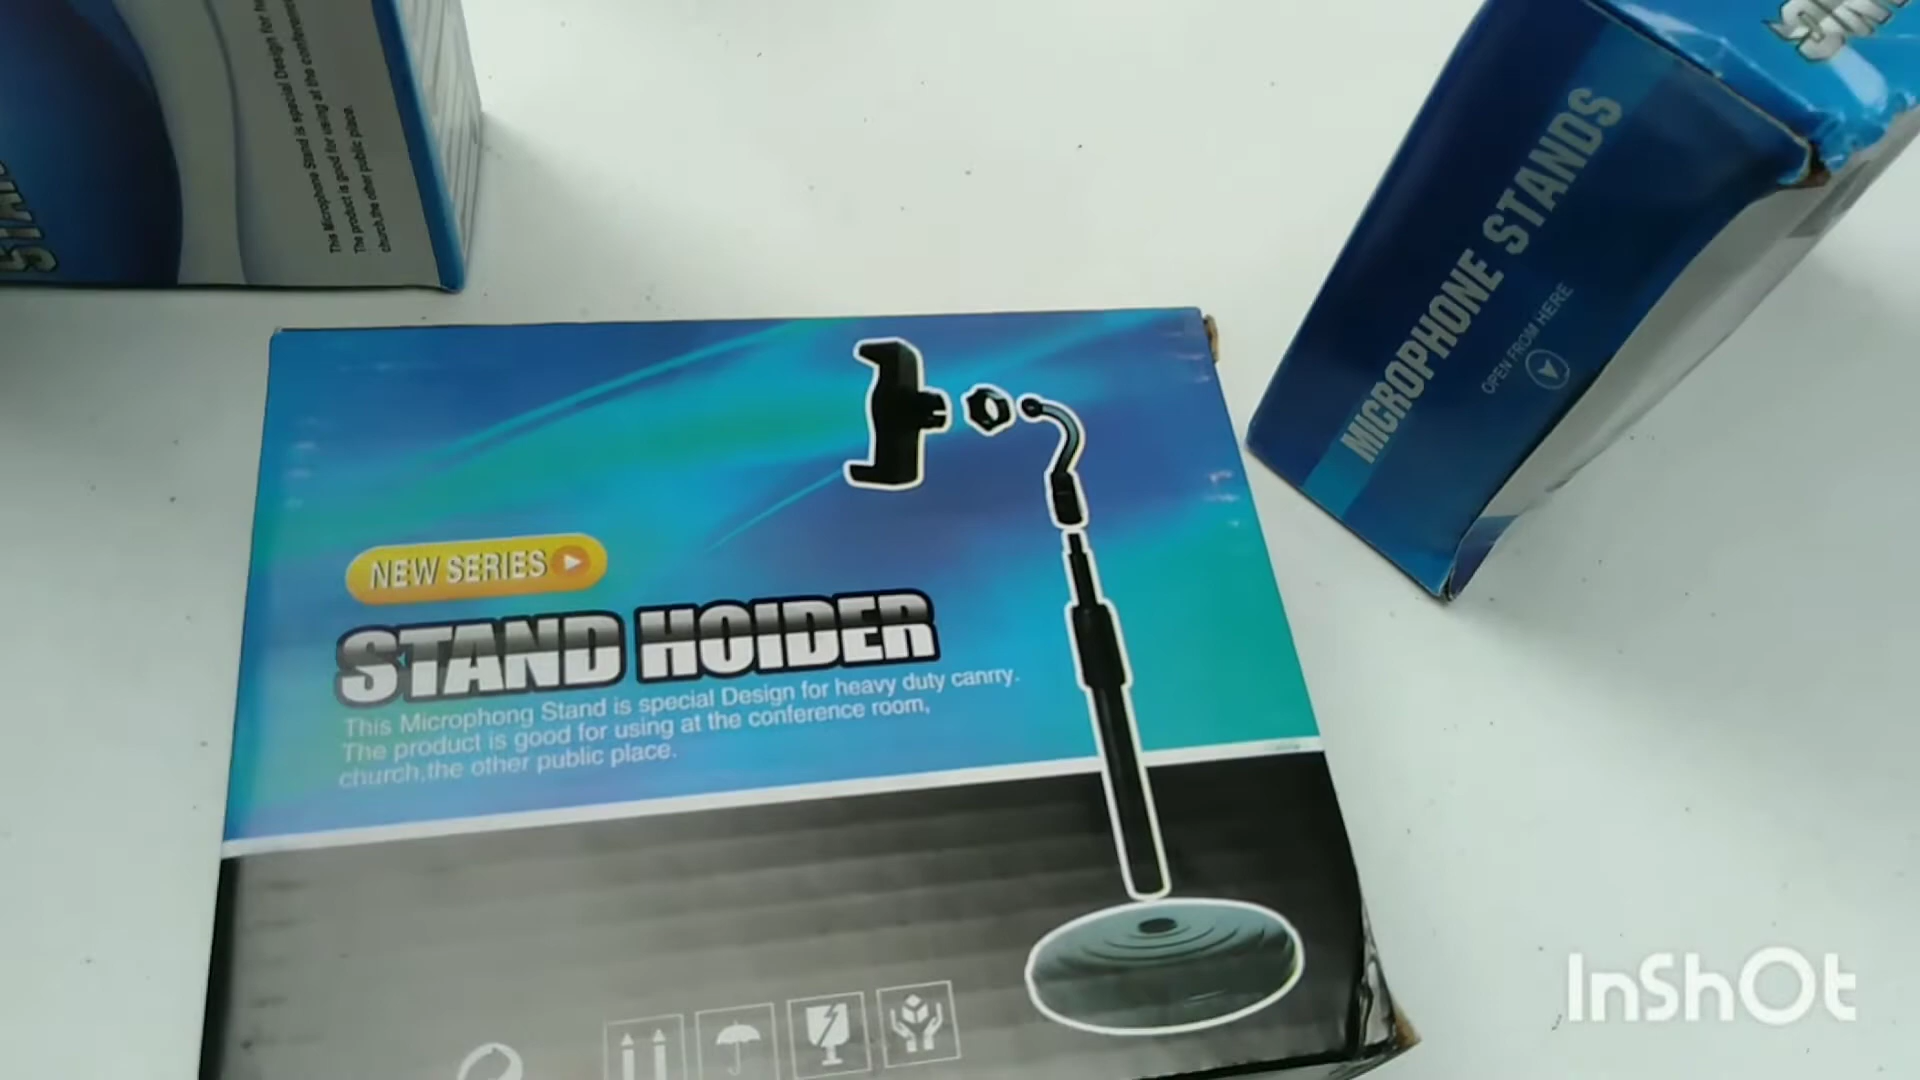 This Microphone Stand is special Design for
The product is good for using at the conference
church,the other public place.
MICROPHONE STANDS
OPEN FROM HERE
NEW SERIES
STAND HOIDER
This Microphong Stand is special Design for heavy duty canrry.
The product is good for using at the conference room,
church,the other public place.
InShOt